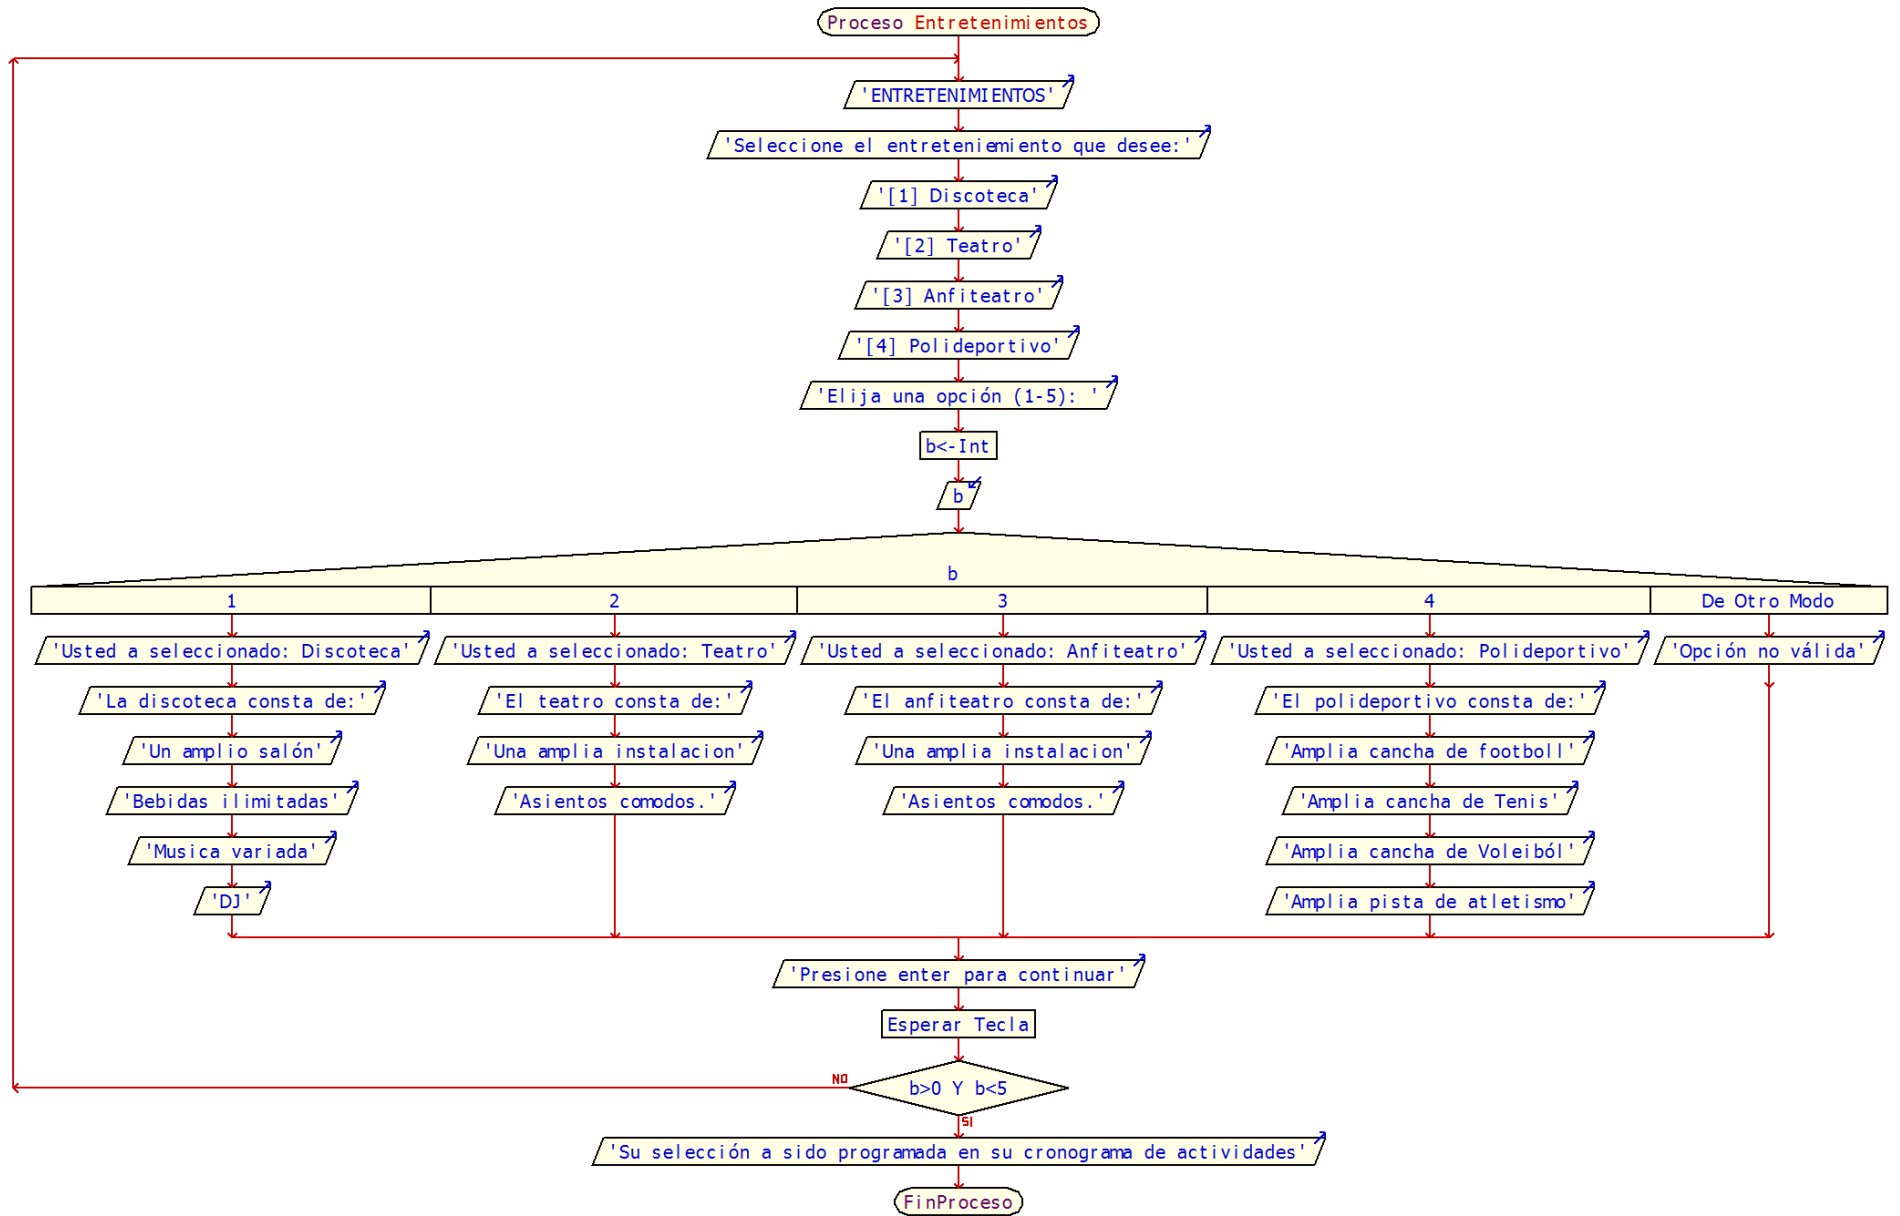 Proceso Entretenimientos
'ENTRETENIMIENTOS'
'Seleccione el entreteniemiento que desee:'
'[1] Discoteca'
'[2] Teatro'
'[3] Anfiteatro'
'[4] Polideportivo'
'Elija una opción (1-5): '
b<-Int
b
b
1 2 3 4 De Otro Modo
'Usted a seleccionado: Discoteca' 'Usted a seleccionado: Teatro' 'Usted a seleccionado: Anfiteatro' 'Usted a seleccionado: Polideportivo' 'Opción no válida'
'La discoteca consta de:' 'El teatro consta de:' 'El anfiteatro consta de:' 'El polideportivo consta de:'
'Un amplio salón' 'Una amplia instalacion' 'Una amplia instalacion' 'Amplia cancha de footboll'
'Bebidas ilimitadas' 'Asientos comodos.' 'Asientos comodos.' 'Amplia cancha de Tenis'
'Musica variada' 'Amplia cancha de Voleiból'
'DJ' 'Amplia pista de atletismo'
'Presione enter para continuar'
Esperar Tecla
NO
b>0 Y b<5
SI
'Su selección a sido programada en su cronograma de actividades'
FinProceso